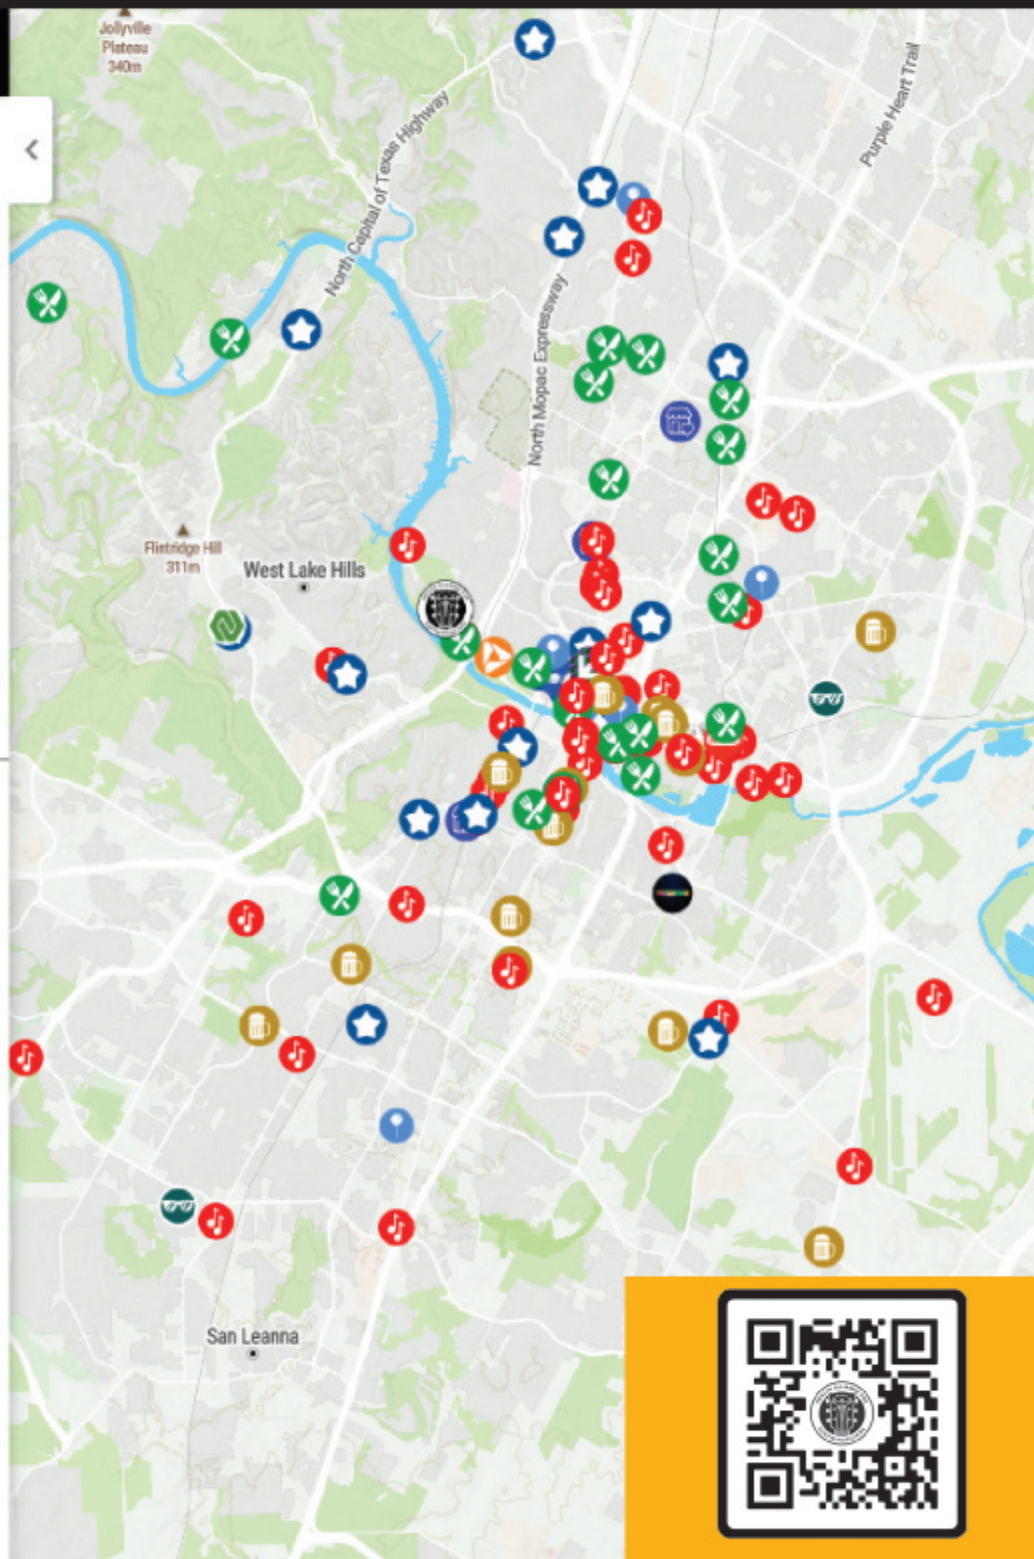 Jollyville
Plateau
340m
Purple Heart Trail
North Capital of Texas Highway
North Mopac Expressway
Flintridge Hill
311m
West Lake Hills
San Leanna